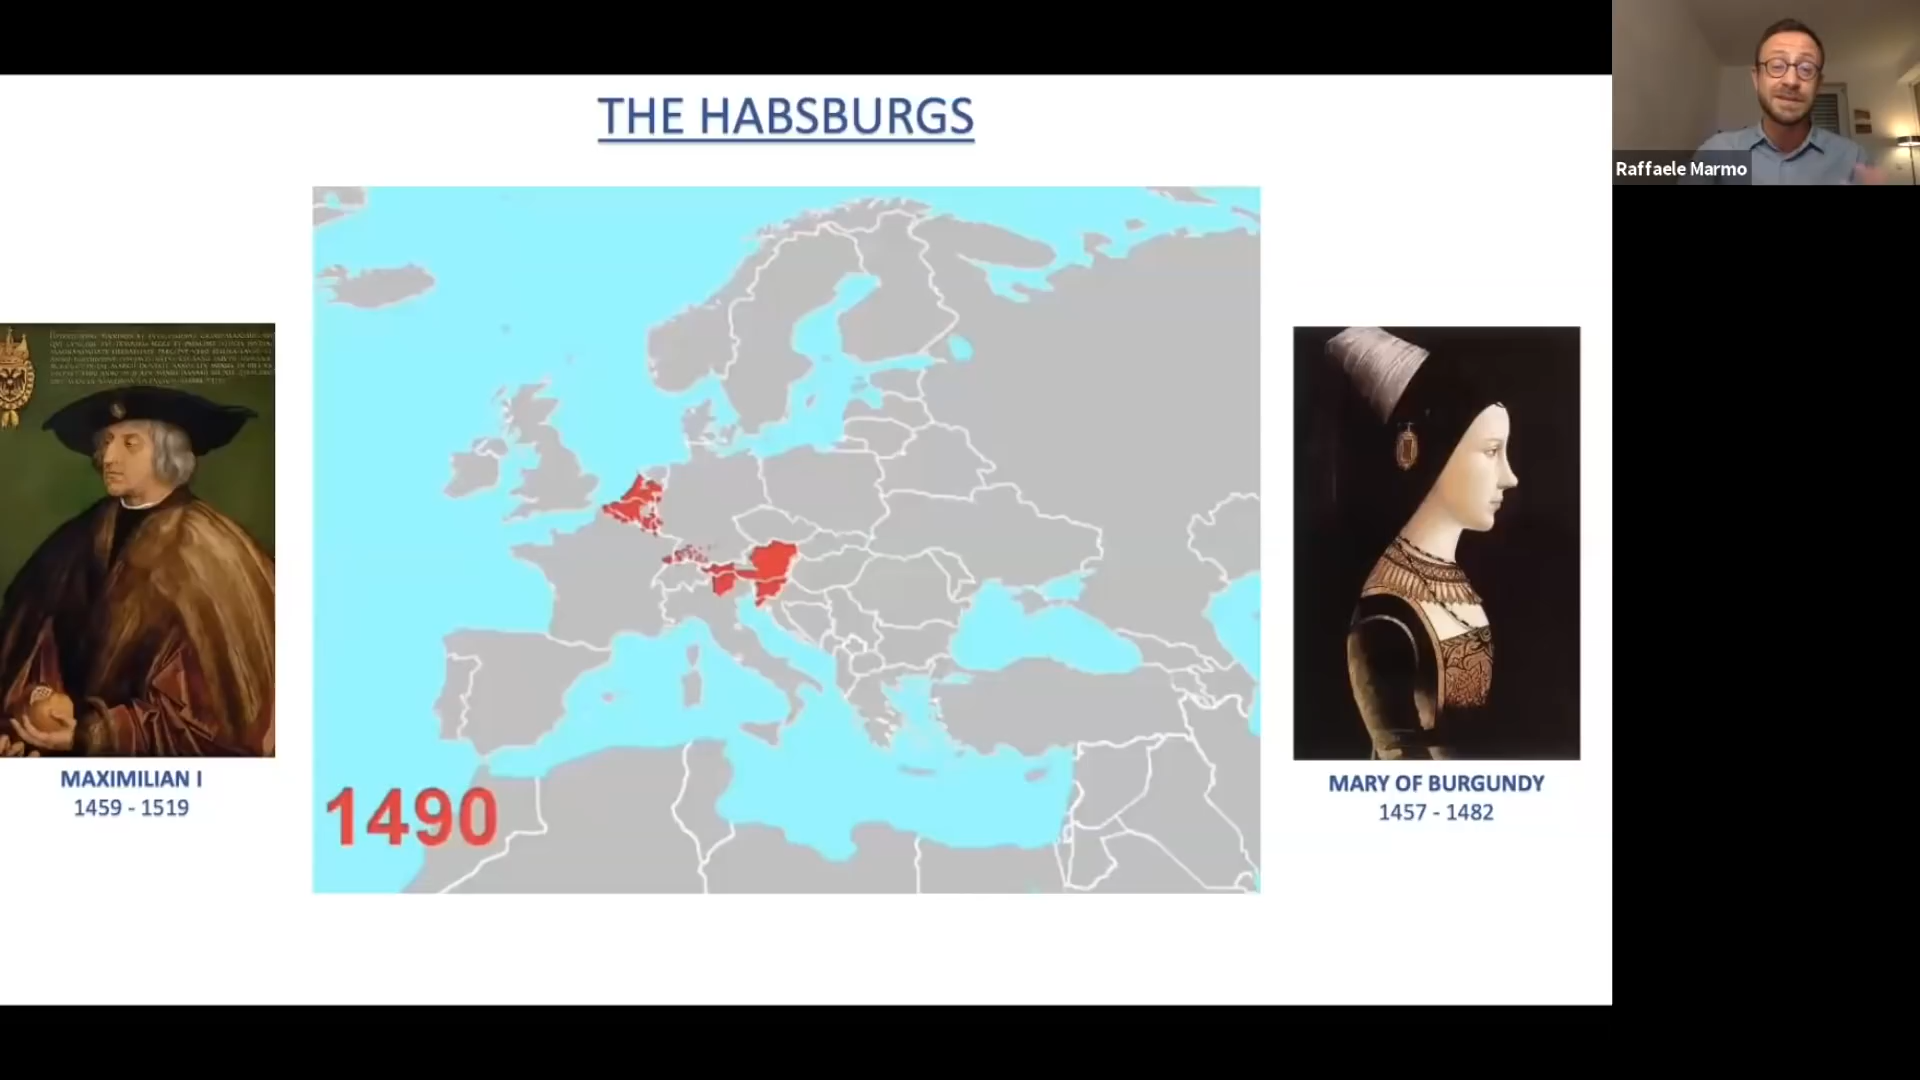 THE HABSBURGS
Raffaele Marmo
1490
MAXIMILIAN I
1459 - 1519
MARY OF BURGUNDY
1457 - 1482